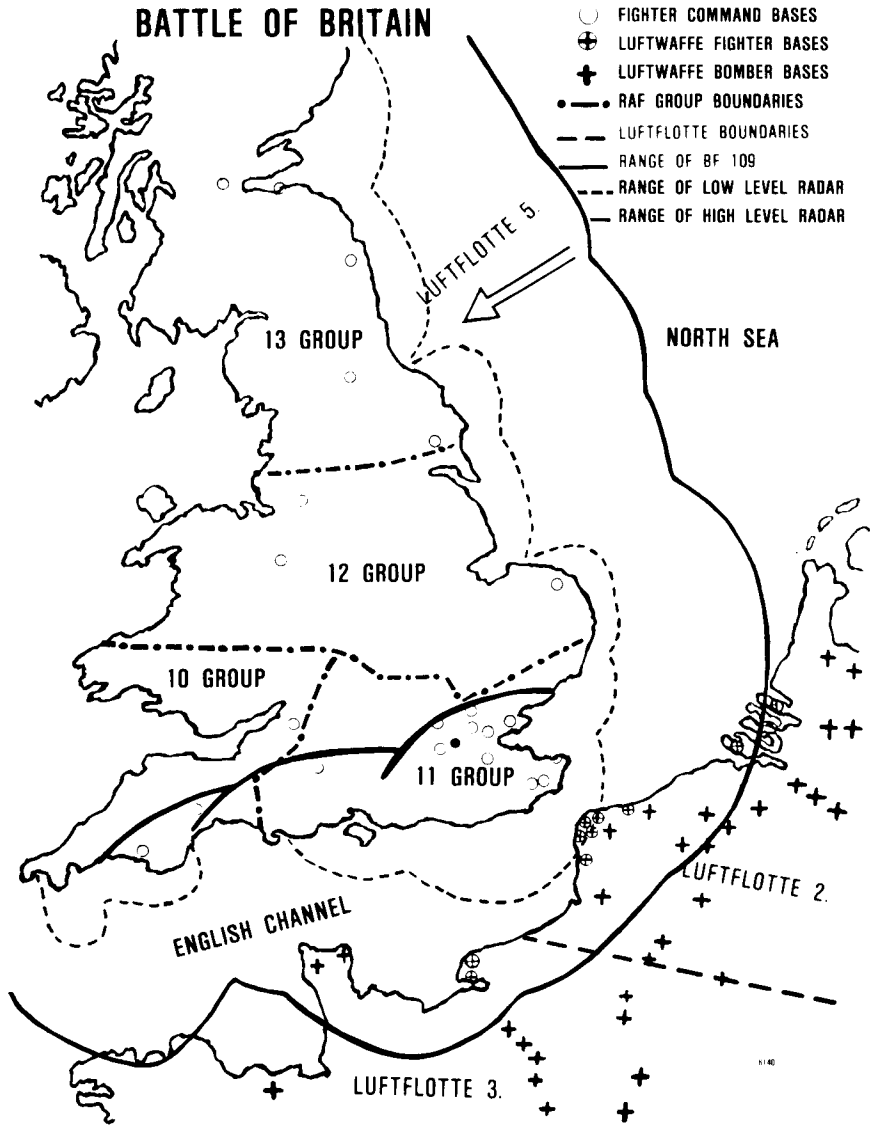 BATTLE OF BRITAIN
FIGHTER COMMAND BASES
LUFTWAFFE FIGHTER BASES
LUFTWAFFE BOMBER BASES
RAF GROUP BOUNDARIES
LUFTFLOTTE BOUNDARIES
RANGE OF BF 109
RANGE OF LOW LEVEL RADAR
RANGE OF HIGH LEVEL RADAR
LUFTFLOTTE 5.
13 GROUP
NORTH SEA
12 GROUP
10 GROUP
11 GROUP
LUFTFLOTTE 2.
ENGLISH CHANNEL
LUFTFLOTTE 3.